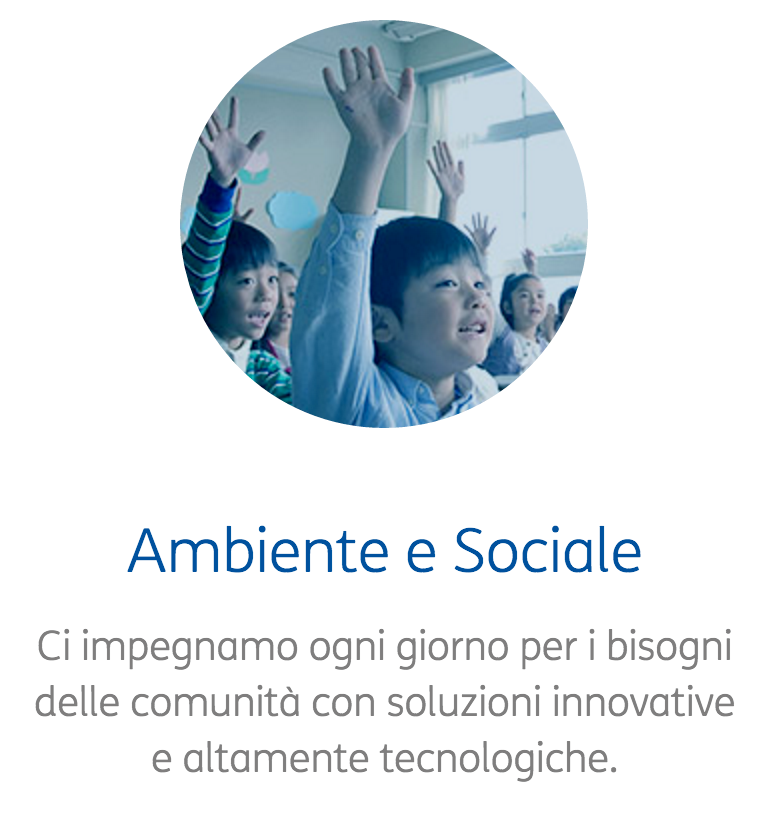 Ambiente e Sociale
Ci impegnamo ogni giorno per i bisogni
delle comunità con soluzioni innovative
e altamente tecnologiche.